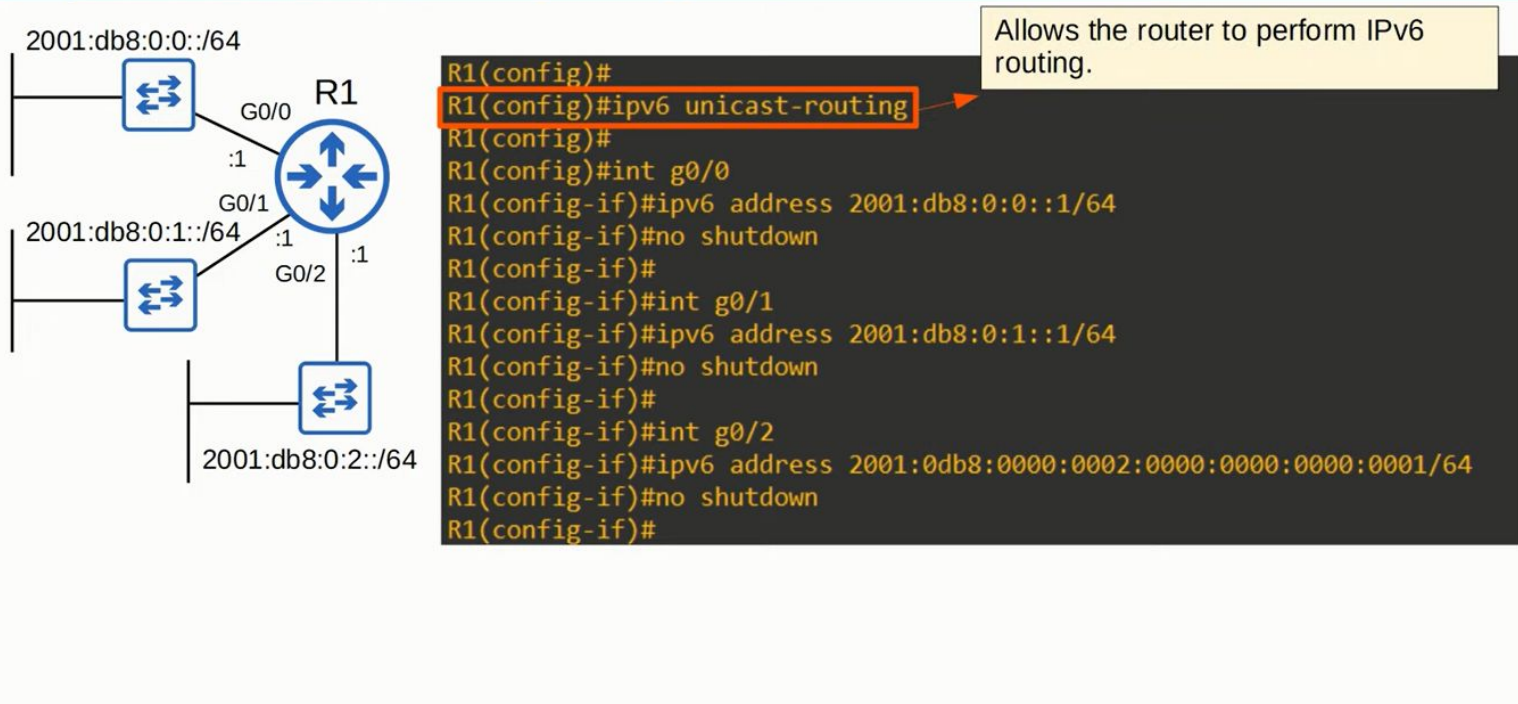 2001:db8:0:0::/64
R1
G0/0
:1
G0/1
2001:db8:0:1::/64
:1
:1
G0/2
2001:db8:0:2::/64
Allows the router to perform IPv6
routing.
R1(config)#
R1(config)#ipv6 unicast-routing
R1(config)#
R1(config)#int g0/0
R1(config-if)#ipv6 address 2001:db8:0:0::1/64
R1(config-if)#no shutdown
R1(config-if)#
R1(config-if)#int g0/1
R1(config-if)#ipv6 address 2001:db8:0:1::1/64
R1(config-if)#no shutdown
R1(config-if)#
R1(config-if)#int g0/2
R1(config-if)#ipv6 address 2001:0db8:0000:0002:0000:0000:0000:0001/64
R1(config-if)#no shutdown
R1(config-if)#